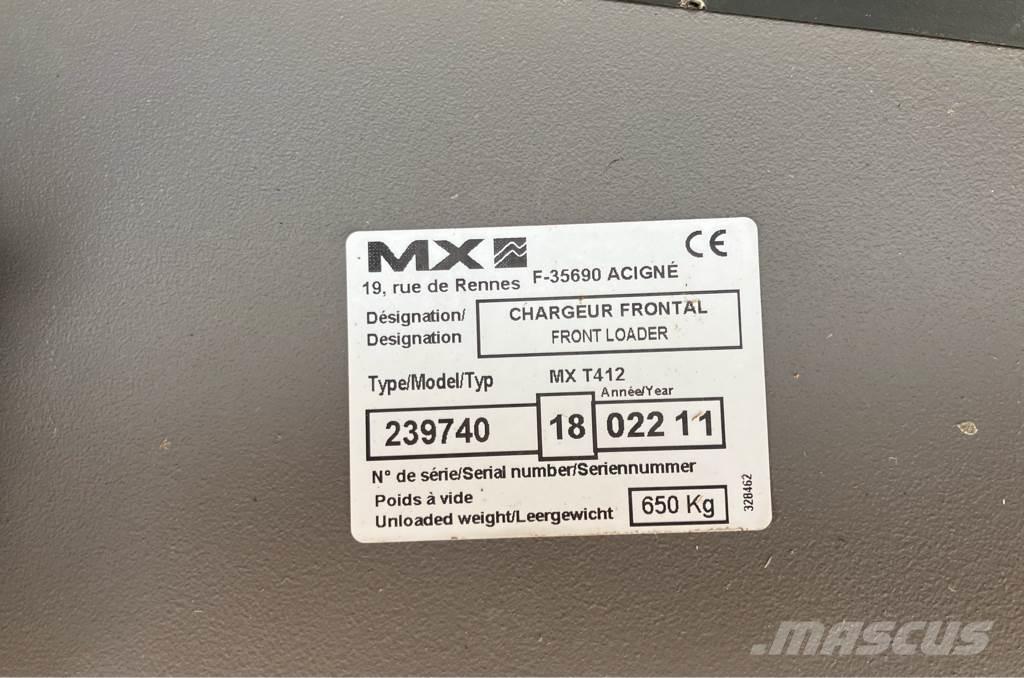 MX
CE
19, rue de Rennes F-35690 ACIGNÉ
Désignation/
Designation
CHARGEUR FRONTAL
FRONT LOADER
Type/Model/Typ MX T412
Année/Year
239740 18 022 11
N° de série/Serial number/Seriennummer
Poids à vide
Unloaded weight/Leergewicht
650 Kg
328462
.mascus